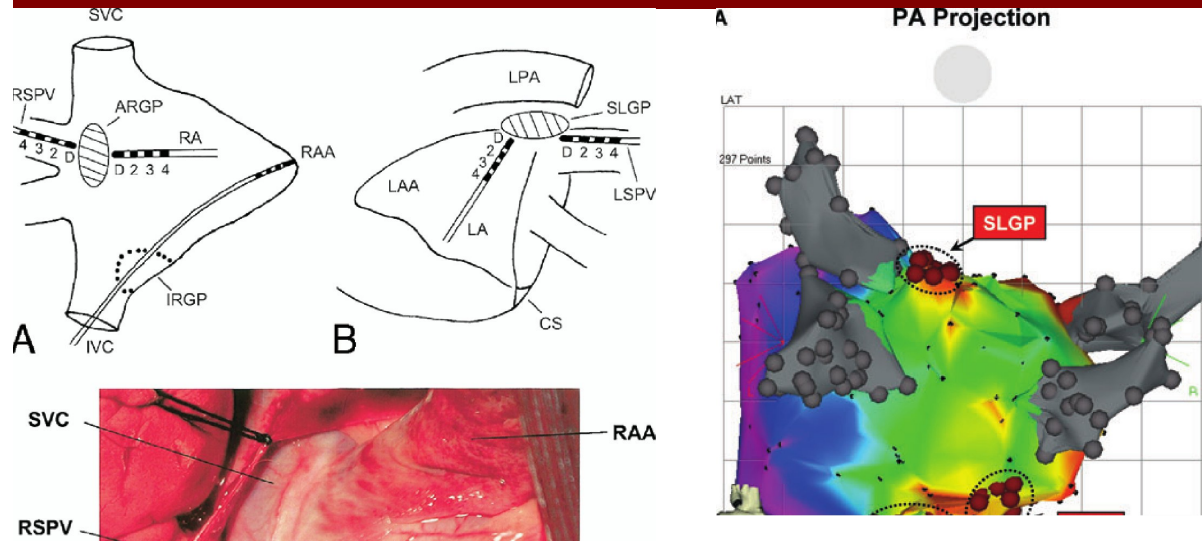 SVC
RSPV
ARGP
RA
RAA
4 3 2 D
D 2 3 4
IRGP
IVC
A
LPA
SLGP
D
2
3
4
D 2 3 4
LSPV
LAA
LA
CS
B
SVC
RAA
RSPV
A
PA Projection
LAT
297 Points
SLGP
R